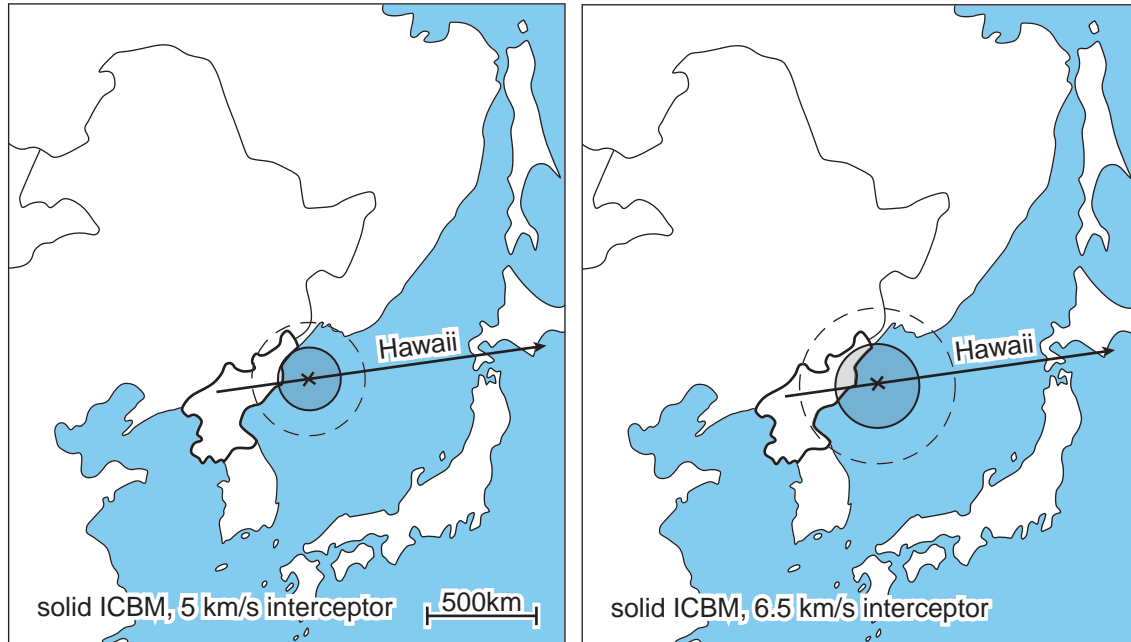 Hawaii
solid ICBM, 5 km/s interceptor
500km
Hawaii
solid ICBM, 6.5 km/s interceptor